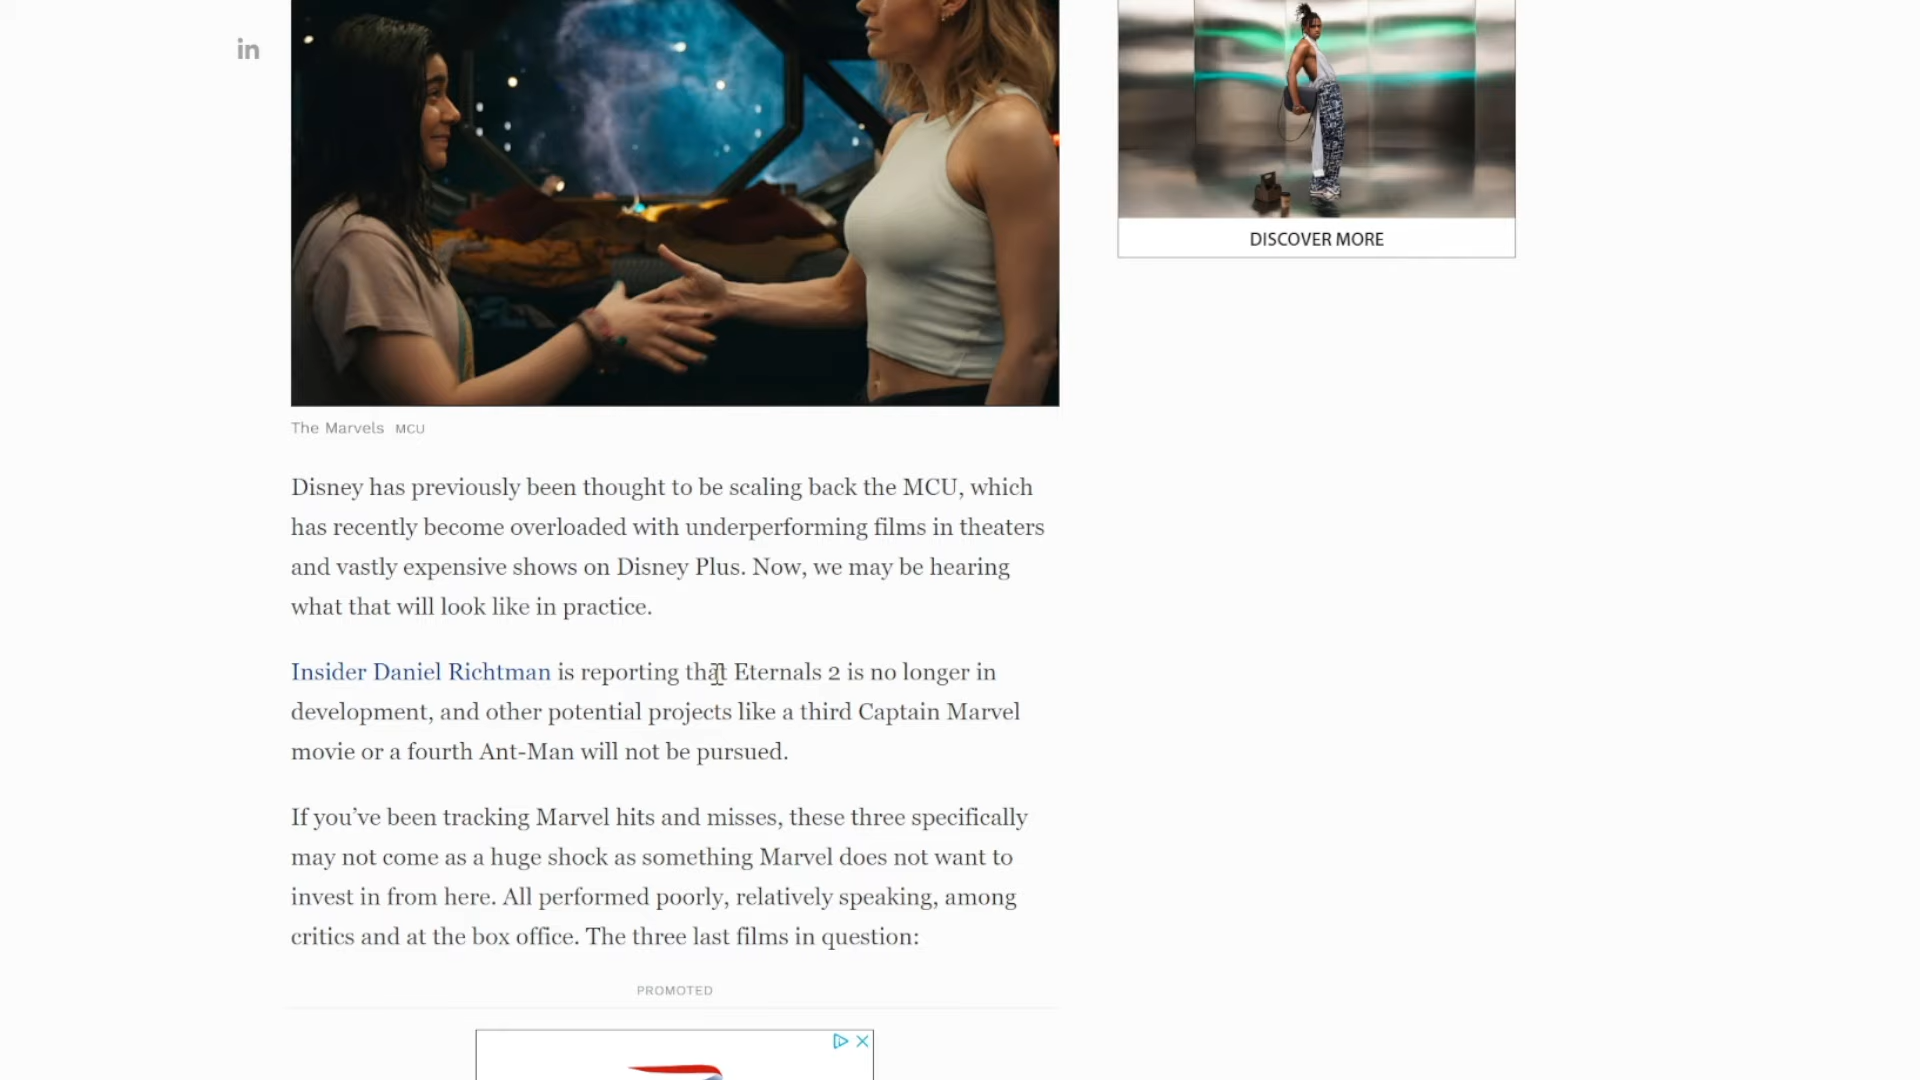 in
DISCOVER MORE
The Marvels MCU
Disney has previously been thought to be scaling back the MCU, which
has recently become overloaded with underperforming films in theaters
and vastly expensive shows on Disney Plus. Now, we may be hearing
what that will look like in practice.
Insider Daniel Richtman is reporting that Eternals 2 is no longer in
development, and other potential projects like a third Captain Marvel
movie or a fourth Ant-Man will not be pursued.
If you’ve been tracking Marvel hits and misses, these three specifically
may not come as a huge shock as something Marvel does not want to
invest in from here. All performed poorly, relatively speaking, among
critics and at the box office. The three last films in question:
PROMOTED